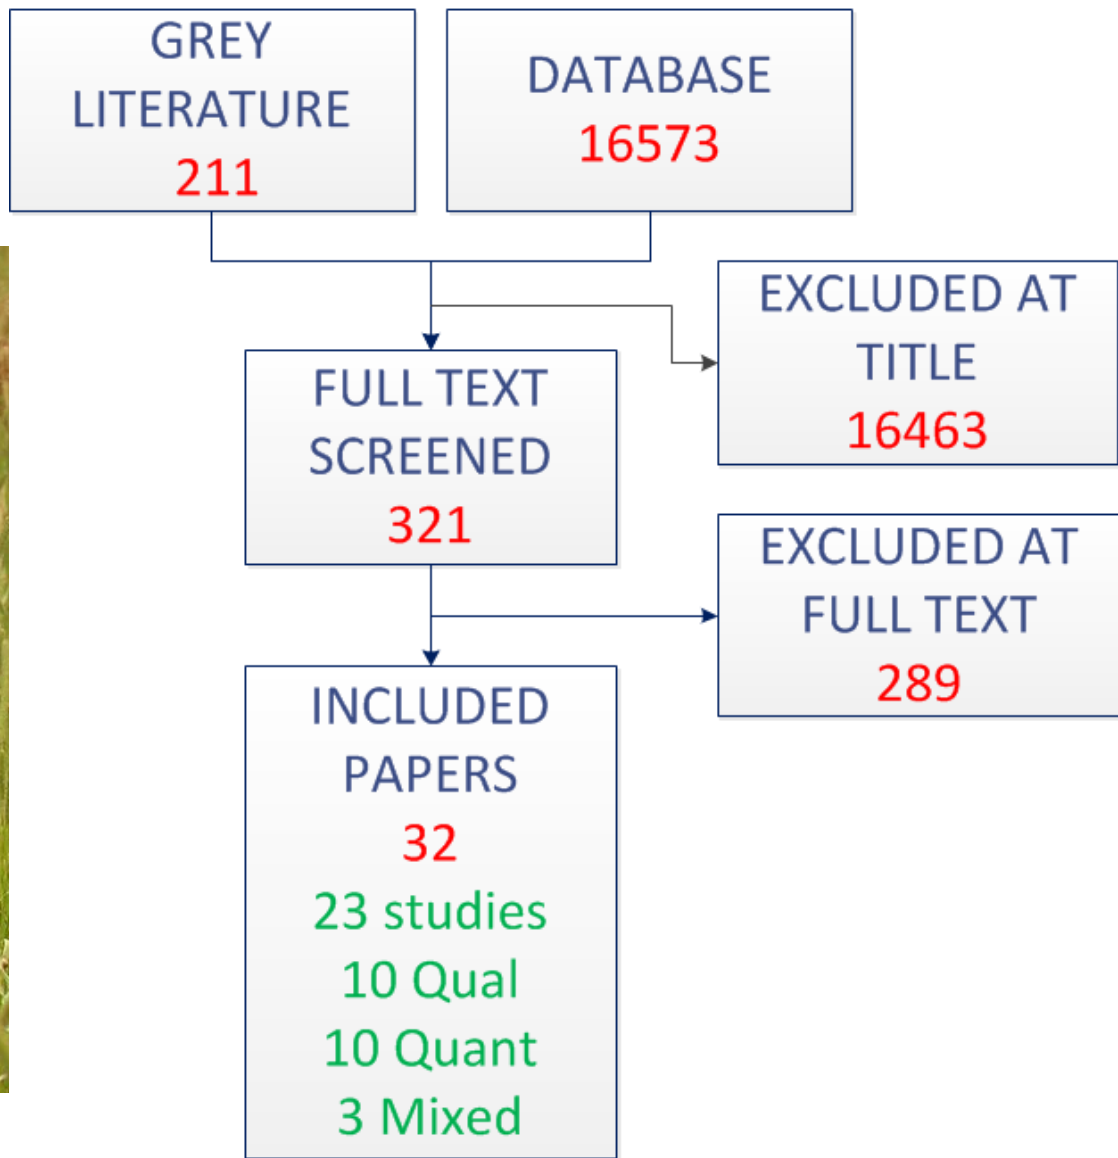 GREY
LITERATURE
211
DATABASE
16573
EXCLUDED AT
TITLE
16463
FULL TEXT
SCREENED
321
EXCLUDED AT
FULL TEXT
289
INCLUDED
PAPERS
32
23 studies
10 Qual
10 Quant
3 Mixed